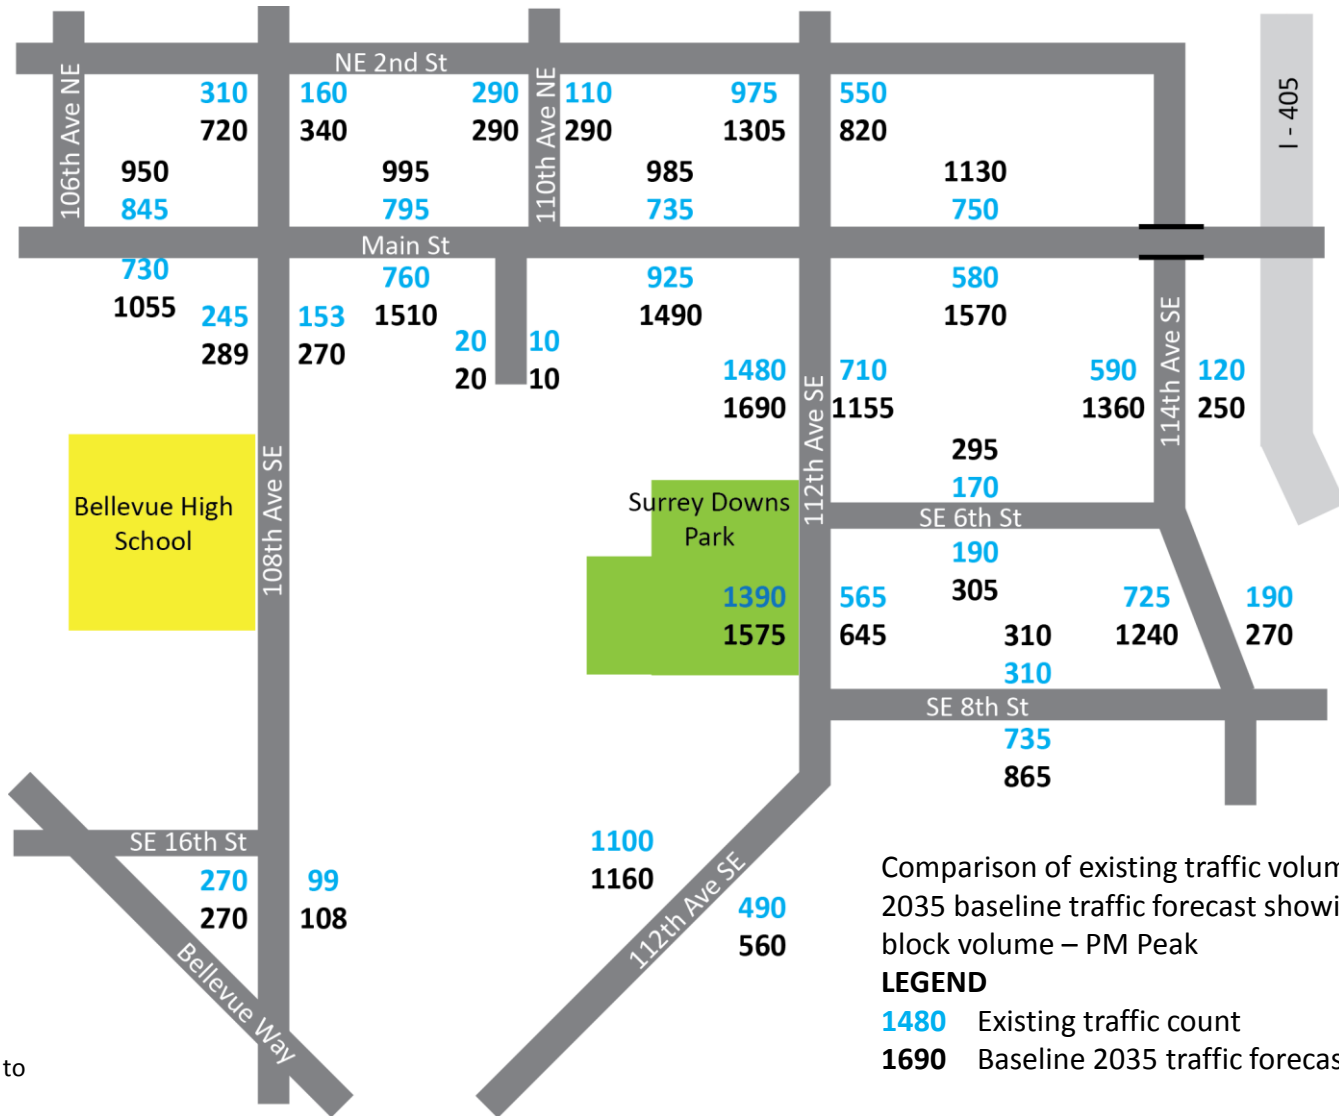 NE 2nd St
106th Ave NE
110th Ave NE
I - 405
310 160 290 110 975 550
720 340 290 290 1305 820
950 995 985 1130
845 795 735 750
Main St
730 760 925 580
1055 1510 1490 1570
245 153
289 270
20 10
20 10
1480 710 590 120
1690 1155 1360 250
114th Ave SE
112th Ave SE
108th Ave SE
295
170
SE 6th St
190
305
Bellevue High
School
Surrey Downs
Park
1390 565 725 190
1575 645 1240 270
310
310
SE 8th St
735
865
SE 16th St
270 99
270 108
Bellevue Way
1100
1160
112th Ave SE
490
560
Comparison of existing traffic volum
2035 baseline traffic forecast showi
block volume – PM Peak
LEGEND
1480 Existing traffic count
1690 Baseline 2035 traffic forecas
to